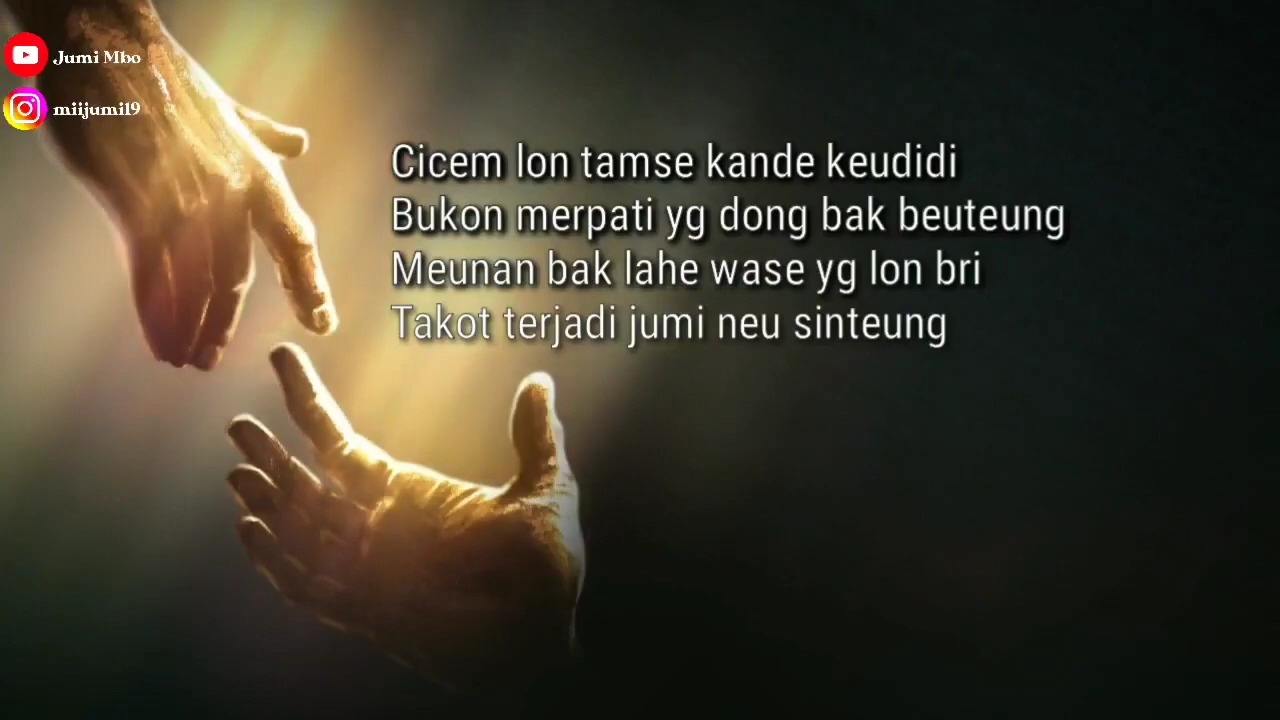 Jumi Mbo
miijumi19
Cicem lon tamse kande keudidi
Bukon merpati yg dong bak beuteung
Meunan bak lahe wase yg lon bri
Takot terjadi jumi neu sinteung